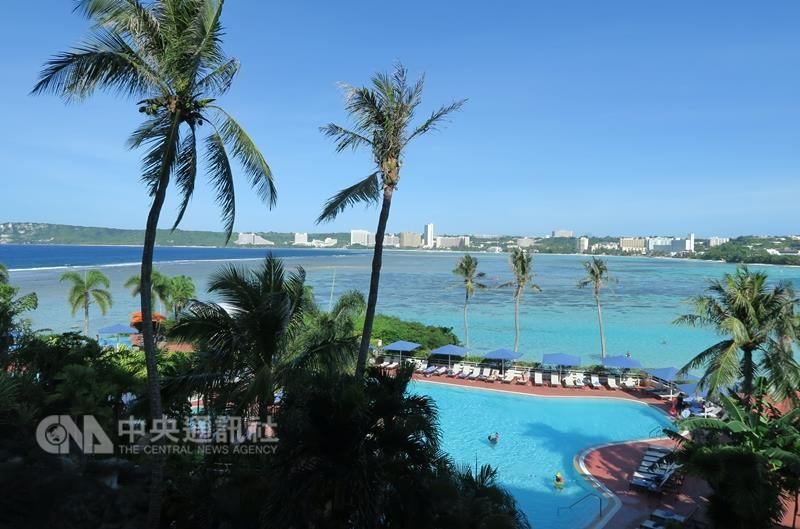 CNA 中央通訊社
THE CENTRAL NEWS AGENCY